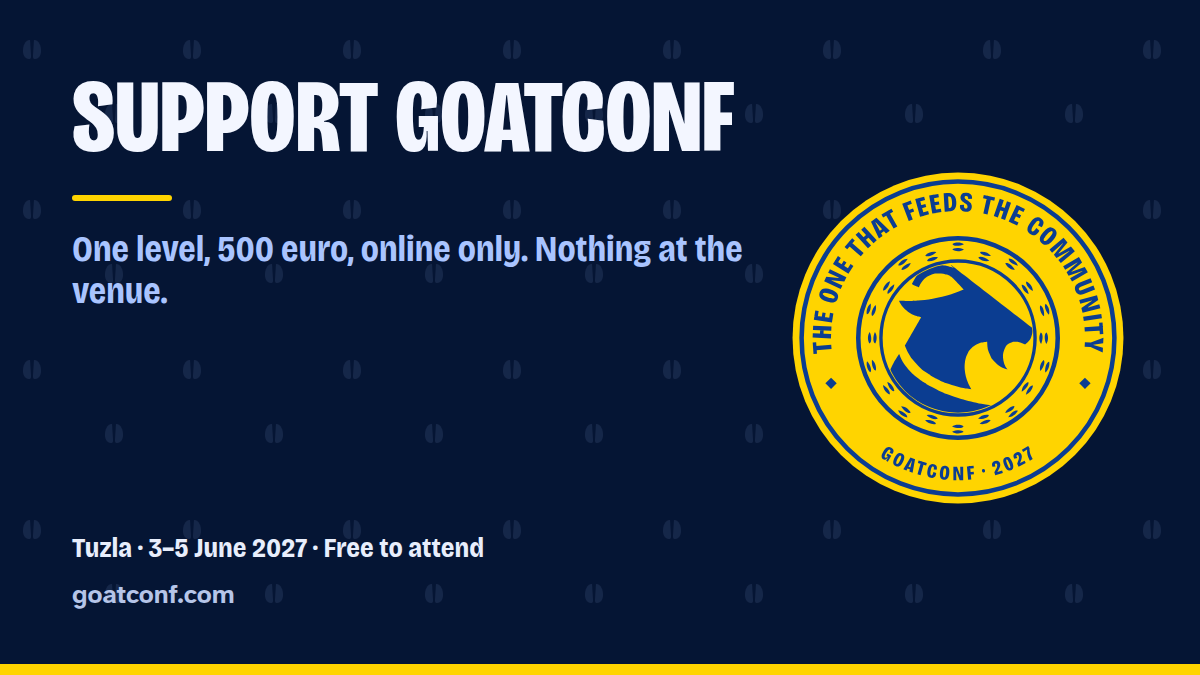 SUPPORT GOATCONF
One level, 500 euro, online only. Nothing at the
venue.
THE ONE THAT FEEDS THE COMMUNITY
GOATCONF · 2027
Tuzla · 3–5 June 2027 · Free to attend
goatconf.com